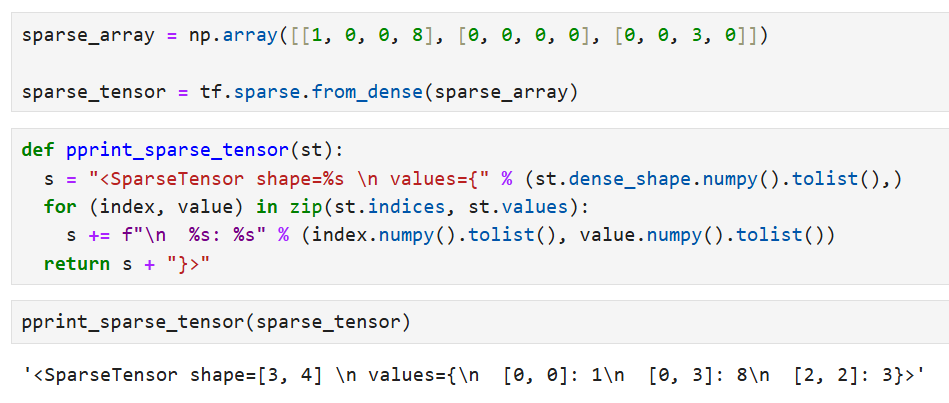 sparse_array = np.array([[1, 0, 0, 8], [0, 0, 0, 0], [0, 0, 3, 0]])
sparse_tensor = tf.sparse.from_dense(sparse_array)
def pprint_sparse_tensor(st):
  s = "<SparseTensor shape=%s \n values={" % (st.dense_shape.numpy().tolist(),)
  for (index, value) in zip(st.indices, st.values):
    s += f"\n  %s: %s" % (index.numpy().tolist(), value.numpy().tolist())
  return s + "}>"
pprint_sparse_tensor(sparse_tensor)
'<SparseTensor shape=[3, 4] \n values={\n  [0, 0]: 1\n  [0, 3]: 8\n  [2, 2]: 3}>'